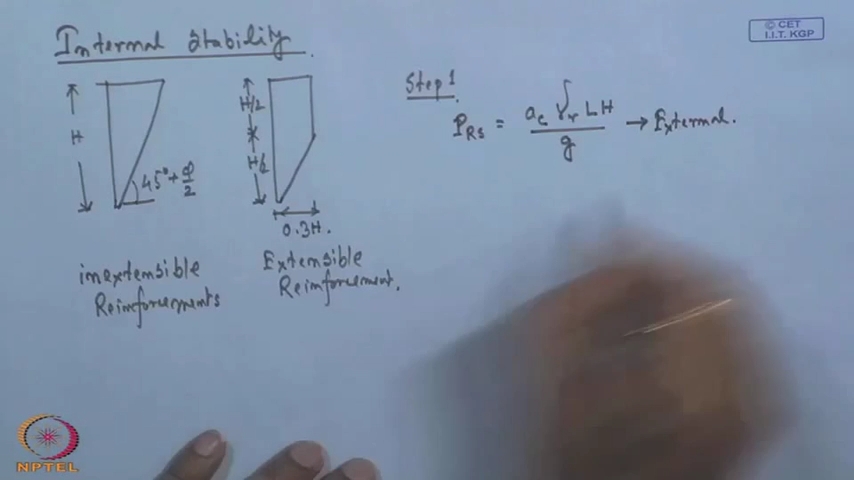 © CET
I.I.T. KGP
Internal Stability
H
45°+φ/2
inextensible
Reinforcements
H/2
H/2
0.3H.
Extensible
Reinforcement.
Step 1
P_RS = a_c γ_r L H / g → External.
NPTEL